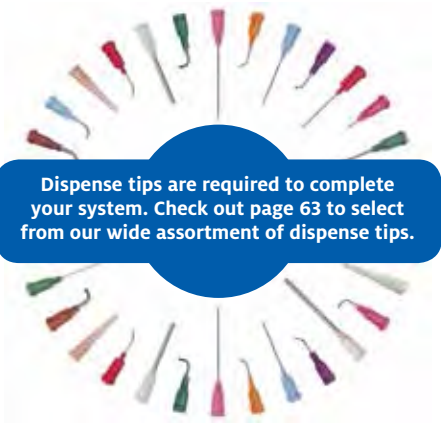 Dispense tips are required to complete
your system. Check out page 63 to select
from our wide assortment of dispense tips.